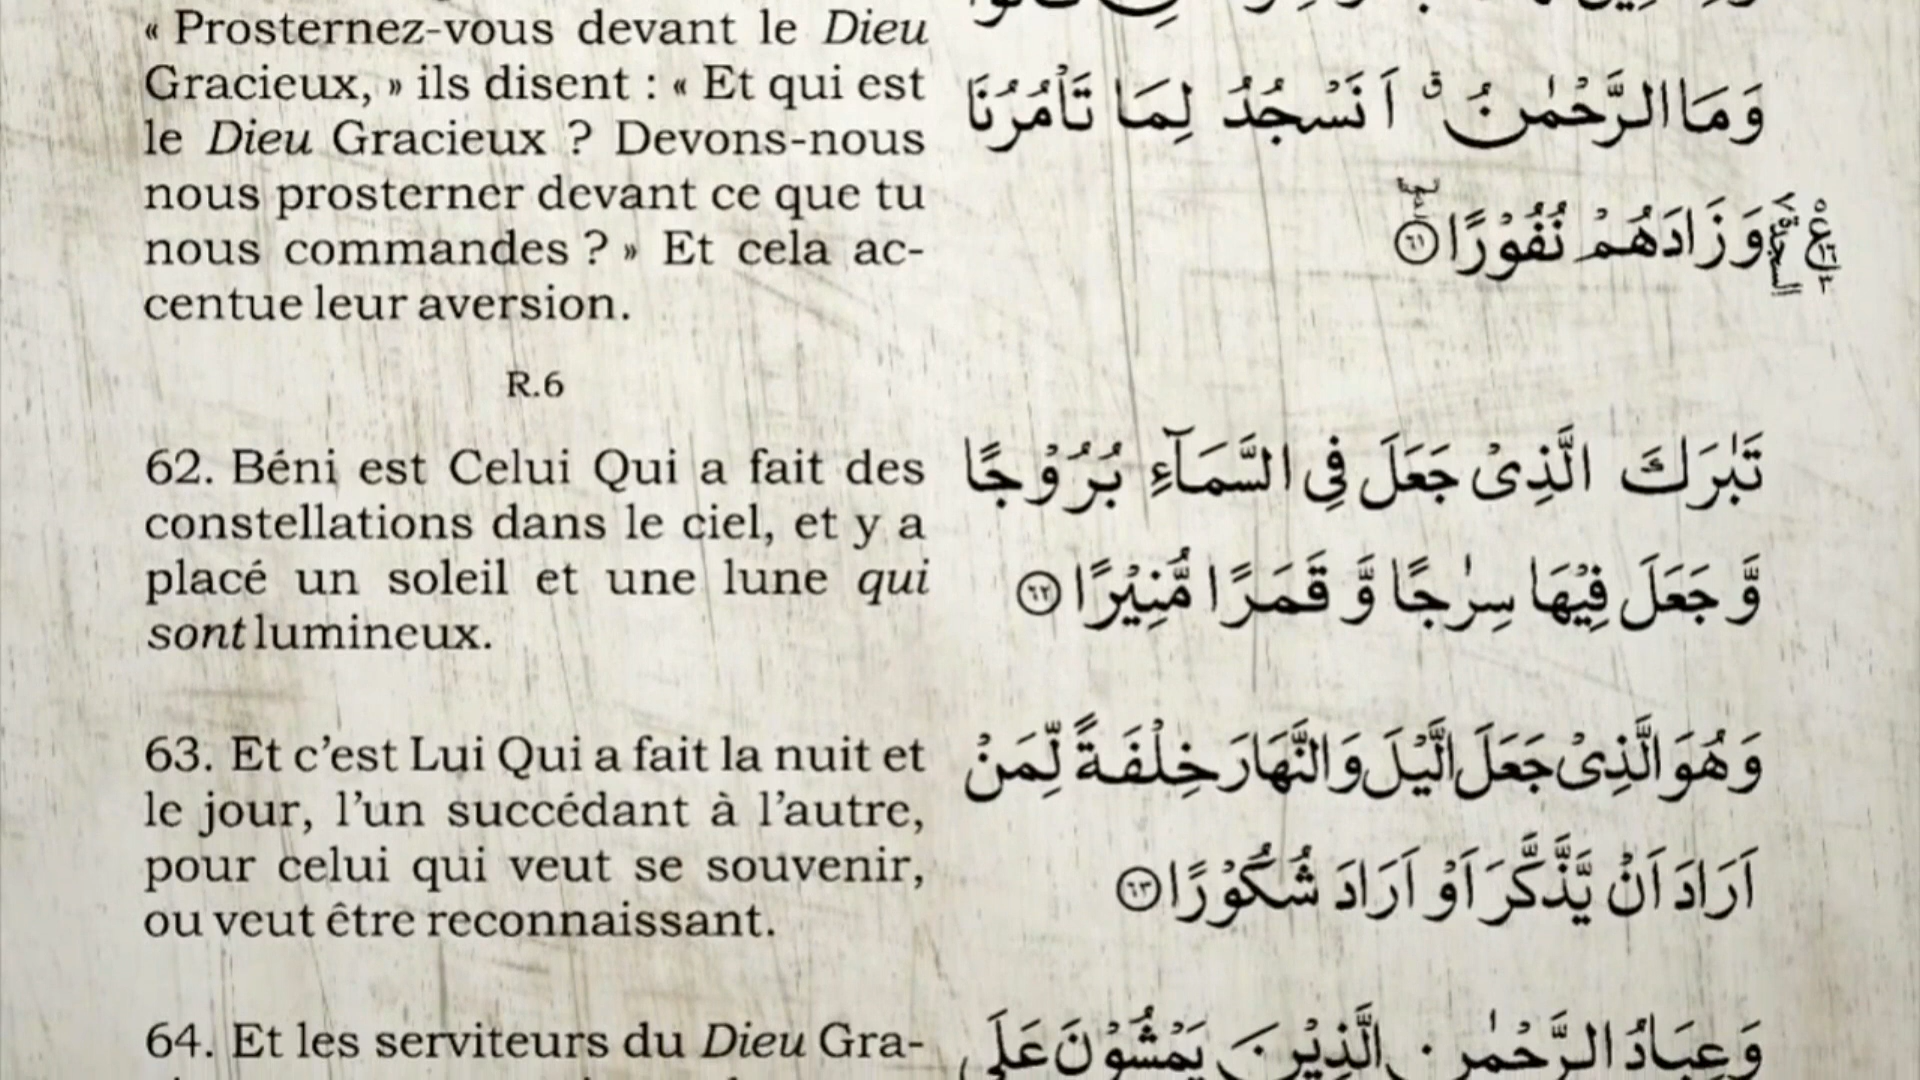 « Prosternez-vous devant le Dieu
Gracieux, » ils disent : « Et qui est
le Dieu Gracieux ? Devons-nous
nous prosterner devant ce que tu
nous commandes ? » Et cela ac-
centue leur aversion.
وَمَا الرَّحْمٰنُ ۗ اَنَسْجُدُ لِمَا تَاْمُرُنَا
وَزَادَهُمْ نُفُوْرًا ۝٦١
R.6
62. Béni est Celui Qui a fait des
constellations dans le ciel, et y a
placé un soleil et une lune qui
sont lumineux.
تَبٰرَكَ الَّذِىْ جَعَلَ فِى السَّمَآءِ بُرُوْجًا
وَّ جَعَلَ فِيْهَا سِرٰجًا وَّ قَمَرًا مُّنِيْرًا ۝٦٢
63. Et c’est Lui Qui a fait la nuit et
le jour, l’un succédant à l’autre,
pour celui qui veut se souvenir,
ou veut être reconnaissant.
وَهُوَ الَّذِىْ جَعَلَ الَّيْلَ وَالنَّهَارَ خِلْفَةً لِّمَنْ
اَرَادَ اَنْ يَّذَّكَّرَ اَوْ اَرَادَ شُكُوْرًا ۝٦٣
64. Et les serviteurs du Dieu Gra-
وَعِبَادُ الرَّحْمٰنِ الَّذِيْنَ يَمْشُوْنَ عَلَى